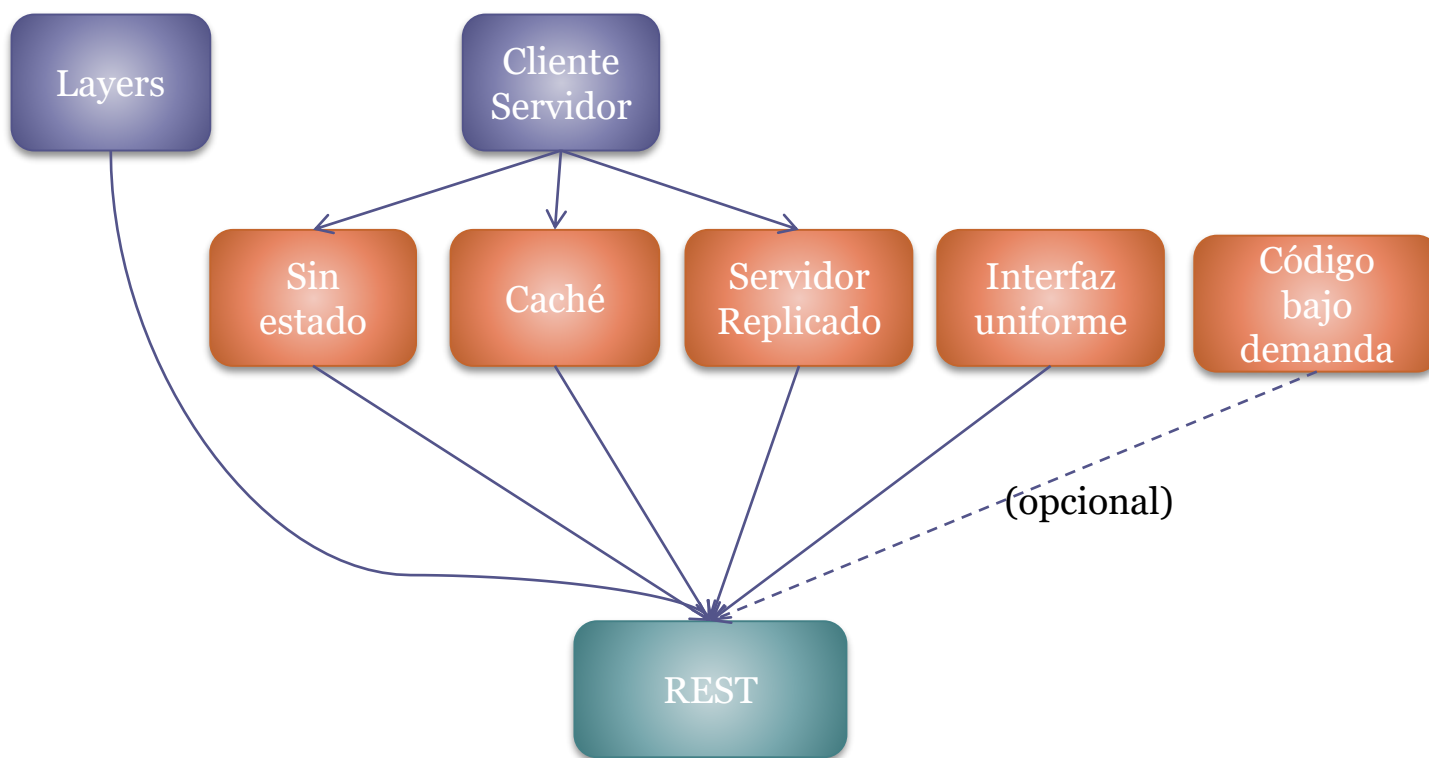 Layers
Cliente
Servidor
Sin
estado
Caché
Servidor
Replicado
Interfaz
uniforme
Código
bajo
demanda
(opcional)
REST